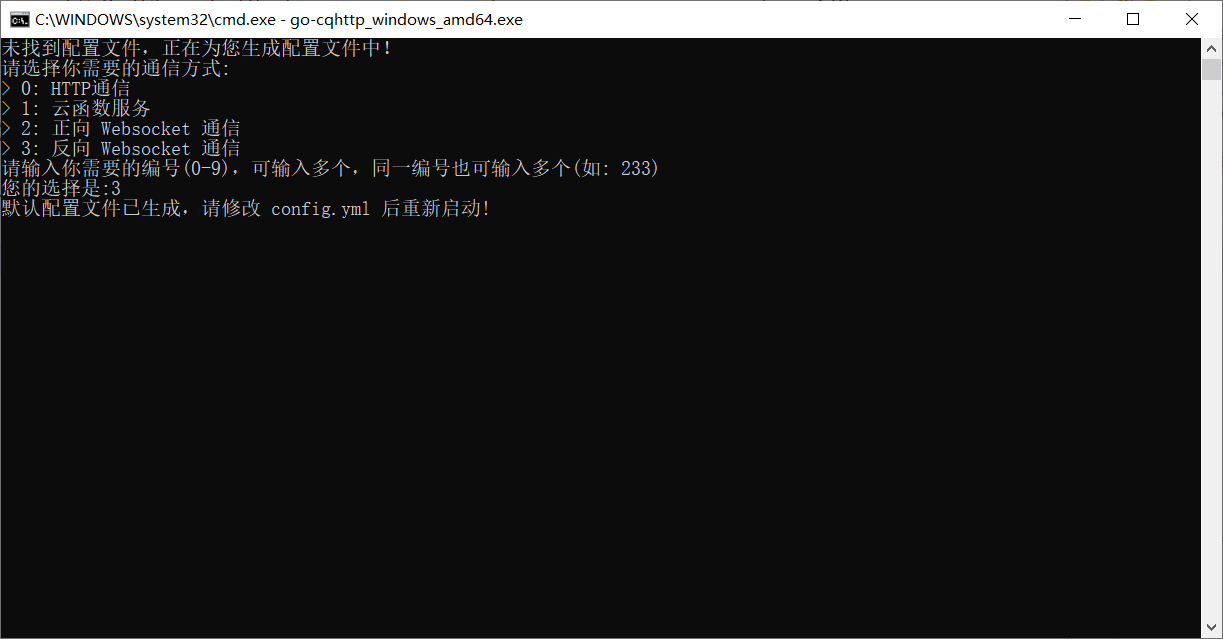 C:\WINDOWS\system32\cmd.exe - go-cqhttp_windows_amd64.exe
未找到配置文件，正在为您生成配置文件中！
请选择你需要的通信方式:
> 0: HTTP通信
> 1: 云函数服务
> 2: 正向 Websocket 通信
> 3: 反向 Websocket 通信
请输入你需要的编号(0-9)，可输入多个，同一编号也可输入多个(如: 233)
您的选择是:3
默认配置文件已生成，请修改 config.yml 后重新启动!